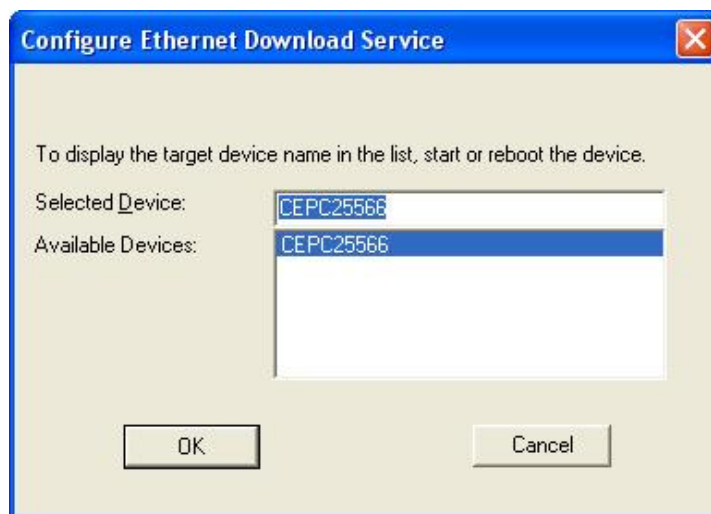 Configure Ethernet Download Service
To display the target device name in the list, start or reboot the device.
Selected Device: CEPC25566
Available Devices: CEPC25566
OK Cancel